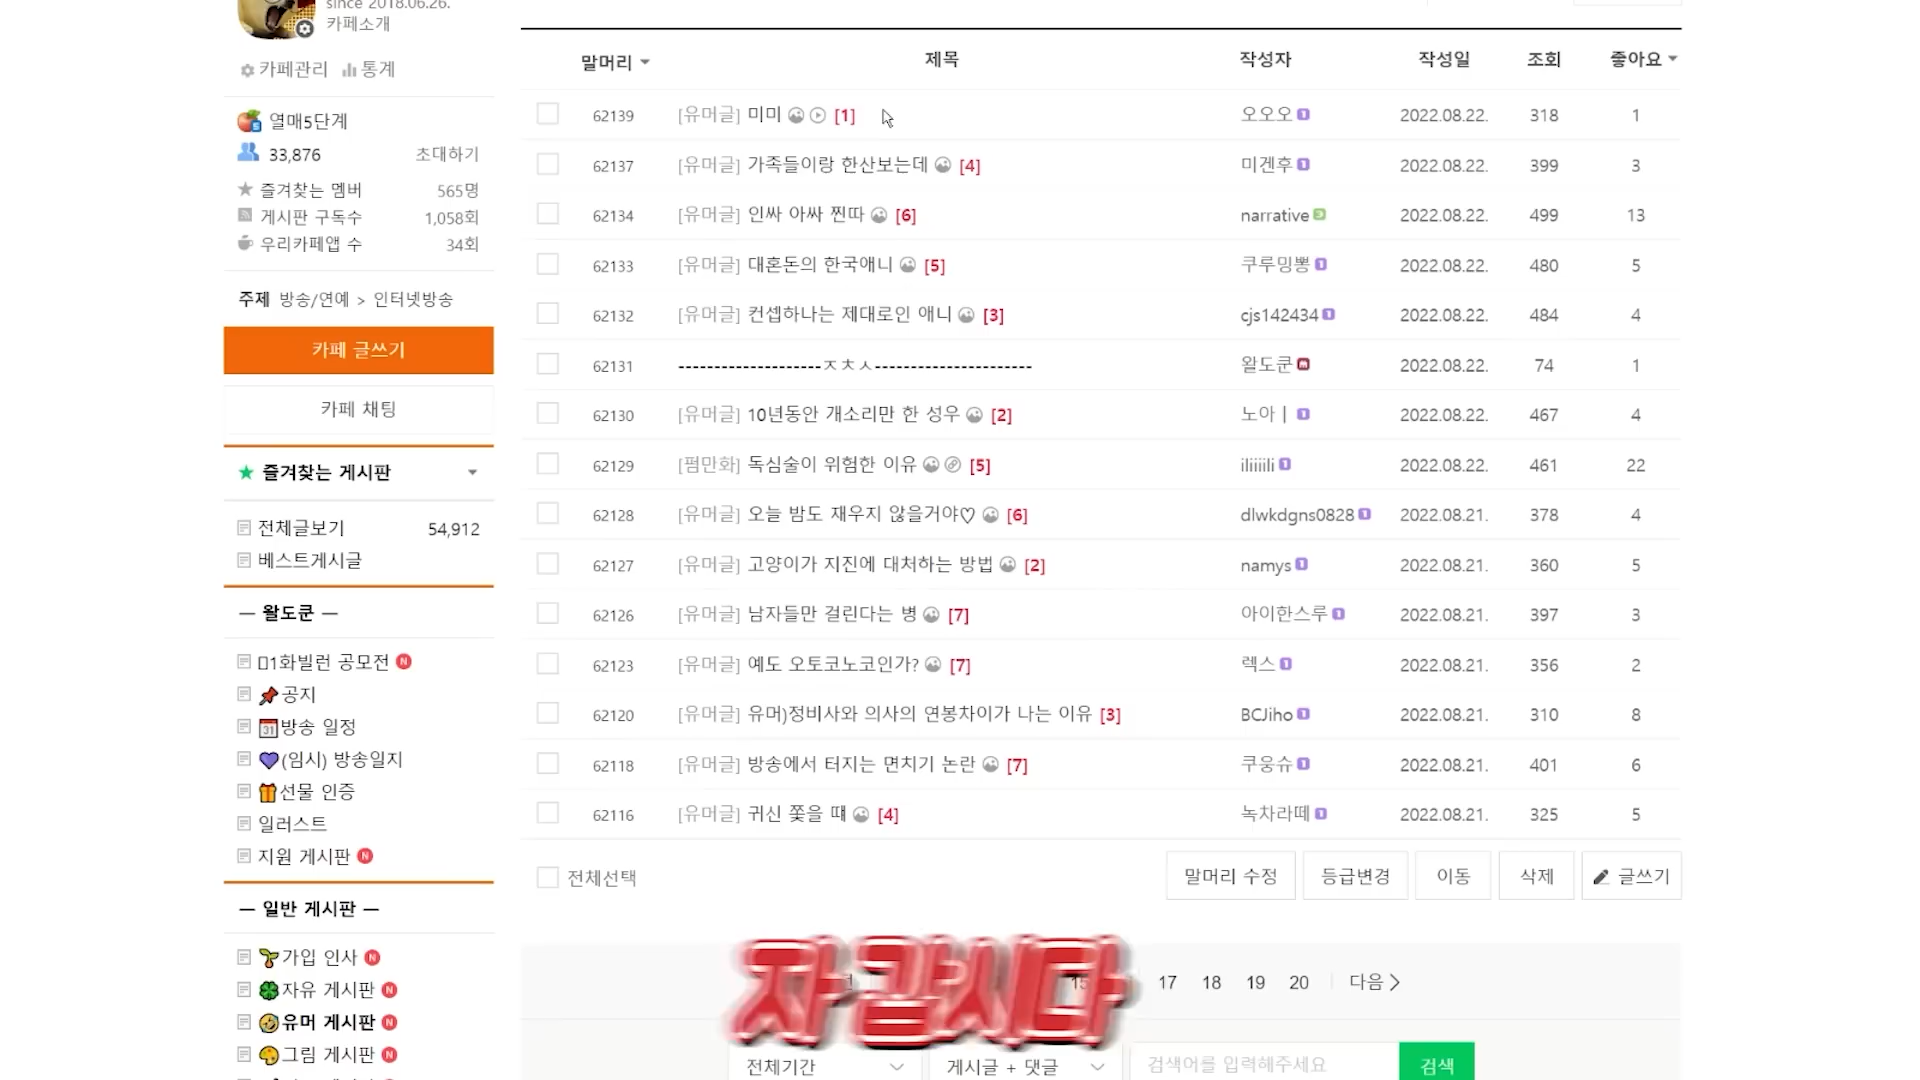 since 2018.06.26.
카페소개
카페관리 통계
열매5단계
33,876 초대하기
즐겨찾는 멤버 565명
게시판 구독수 1,058회
우리카페앱 수 34회
주제 방송/연예 > 인터넷방송
카페 글쓰기
카페 채팅
즐겨찾는 게시판
전체글보기 54,912
베스트게시글
— 왈도쿤 —
1화빌런 공모전 N
공지
방송 일정
(임시) 방송일지
선물 인증
일러스트
지원 게시판 N
— 일반 게시판 —
가입 인사 N
자유 게시판 N
유머 게시판 N
그림 게시판 N
말머리 제목 작성자 작성일 조회 좋아요
62139 [유머글] 미미 [1] 오오오 2022.08.22. 318 1
62137 [유머글] 가족들이랑 한산보는데 [4] 미겐후 2022.08.22. 399 3
62134 [유머글] 인싸 아싸 찐따 [6] narrative 2022.08.22. 499 13
62133 [유머글] 대혼돈의 한국애니 [5] 쿠루밍뽕 2022.08.22. 480 5
62132 [유머글] 컨셉하나는 제대로인 애니 [3] cjs142434 2022.08.22. 484 4
62131 --------------------ㅈㅊㅅ---------------------- 왈도쿤 2022.08.22. 74 1
62130 [유머글] 10년동안 개소리만 한 성우 [2] 노아ㅣ 2022.08.22. 467 4
62129 [펌만화] 독심술이 위험한 이유 [5] iliiiili 2022.08.22. 461 22
62128 [유머글] 오늘 밤도 재우지 않을거야♡ [6] dlwkdgns0828 2022.08.21. 378 4
62127 [유머글] 고양이가 지진에 대처하는 방법 [2] namys 2022.08.21. 360 5
62126 [유머글] 남자들만 걸린다는 병 [7] 아이한스루 2022.08.21. 397 3
62123 [유머글] 예도 오토코노코인가? [7] 렉스 2022.08.21. 356 2
62120 [유머글] 유머)정비사와 의사의 연봉차이가 나는 이유 [3] BCJiho 2022.08.21. 310 8
62118 [유머글] 방송에서 터지는 면치기 논란 [7] 쿠웅슈 2022.08.21. 401 6
62116 [유머글] 귀신 쫓을 떄 [4] 녹차라떼 2022.08.21. 325 5
전체선택 말머리 수정 등급변경 이동 삭제 글쓰기
자 갑시다
17 18 19 20 다음 >
전체기간 게시글 + 댓글 검색어를 입력해주세요 검색